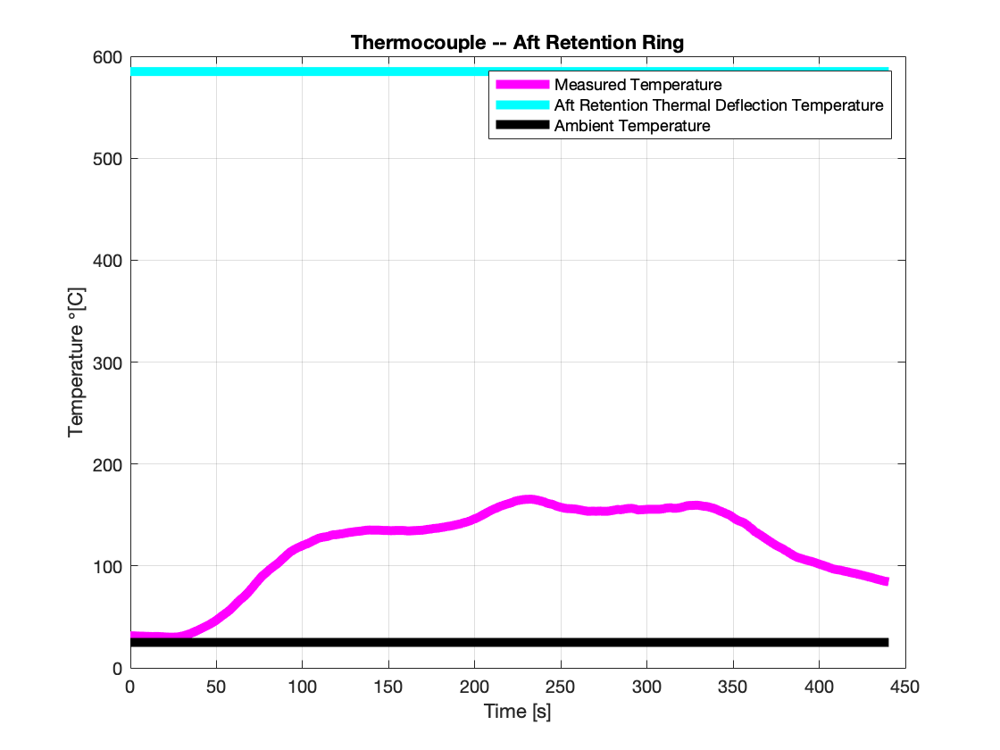 Thermocouple -- Aft Retention Ring
600
500
400
300
200
100
0
Temperature °[C]
Measured Temperature
Aft Retention Thermal Deflection Temperature
Ambient Temperature
0 50 100 150 200 250 300 350 400 450
Time [s]